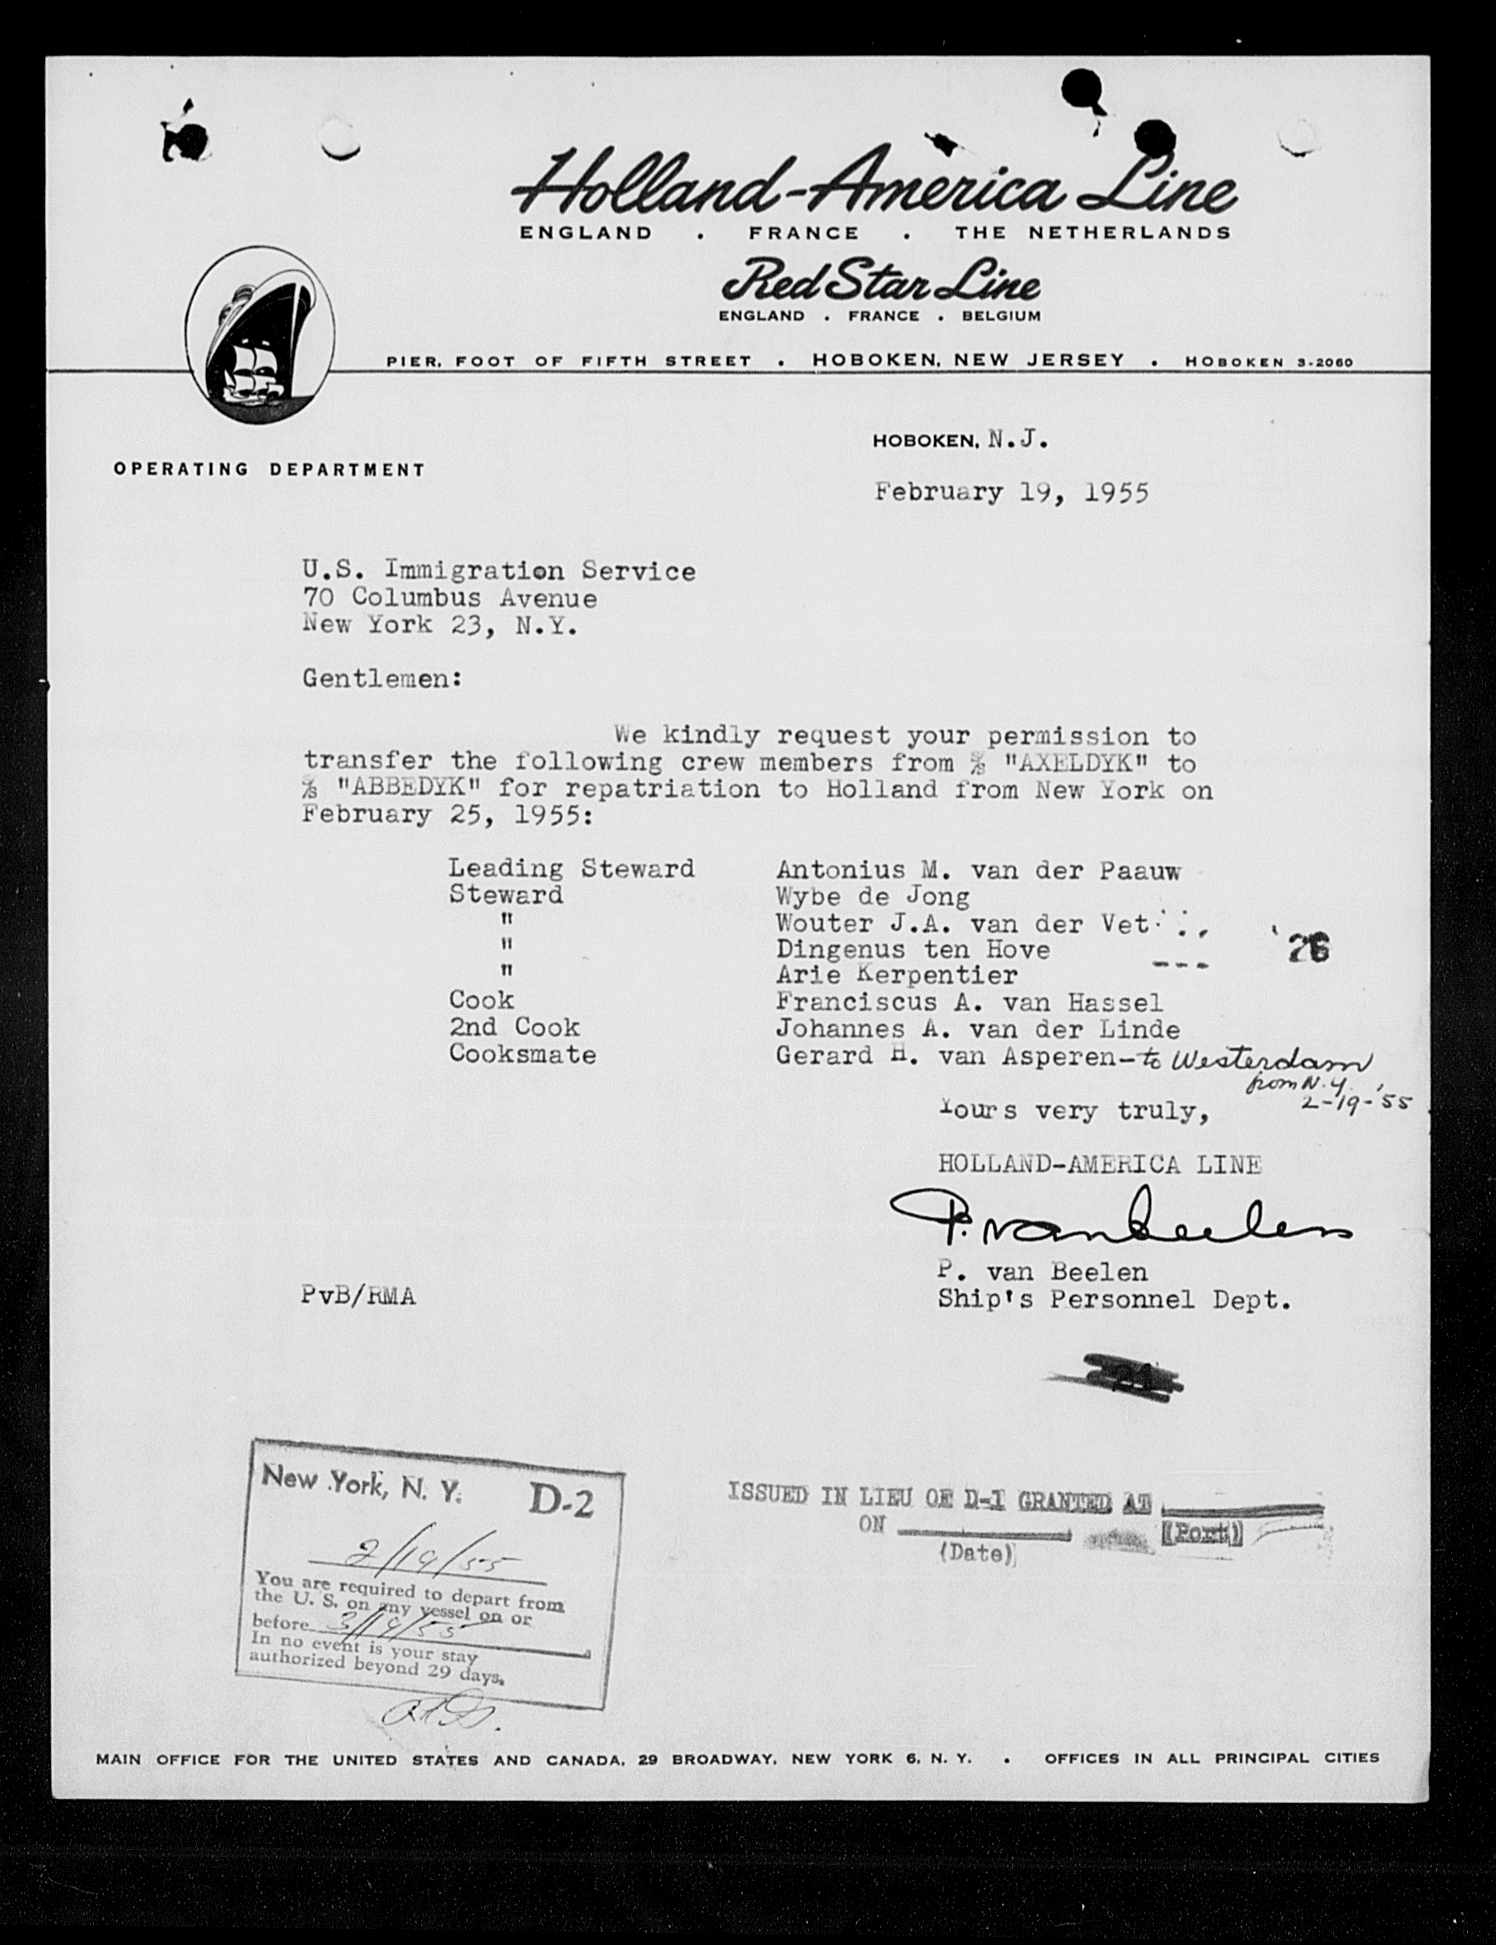 Holland-America Line
ENGLAND . FRANCE . THE NETHERLANDS
Red Star Line
ENGLAND . FRANCE . BELGIUM
PIER, FOOT OF FIFTH STREET . HOBOKEN, NEW JERSEY . HOBOKEN 3-2060
HOBOKEN, N.J.
OPERATING DEPARTMENT
February 19, 1955
U.S. Immigration Service
70 Columbus Avenue
New York 23, N.Y.
Gentlemen:
We kindly request your permission to
transfer the following crew members from s/s "AXELDYK" to
s/s "ABBEDYK" for repatriation to Holland from New York on
February 25, 1955:
Leading Steward Antonius M. van der Paauw
Steward Wybe de Jong
" Wouter J.A. van der Vet
" Dingenus ten Hove 26
" Arie Kerpentier
Cook Franciscus A. van Hassel
2nd Cook Johannes A. van der Linde
Cooksmate Gerard H. van Asperen-to Westerdam
from N.Y.
2-19-'55
Yours very truly,
HOLLAND-AMERICA LINE
P. van Beelen
P. van Beelen
PvB/RMA
Ship's Personnel Dept.
21
New York, N. Y. D-2
2/19/55
You are required to depart from
the U. S. on any vessel on or
before 3/19/55
In no event is your stay
authorized beyond 29 days.
ISSUED IN LIEU OF D-1 GRANTED AT
ON (Port)
(Date)
MAIN OFFICE FOR THE UNITED STATES AND CANADA, 29 BROADWAY, NEW YORK 6, N. Y. . OFFICES IN ALL PRINCIPAL CITIES